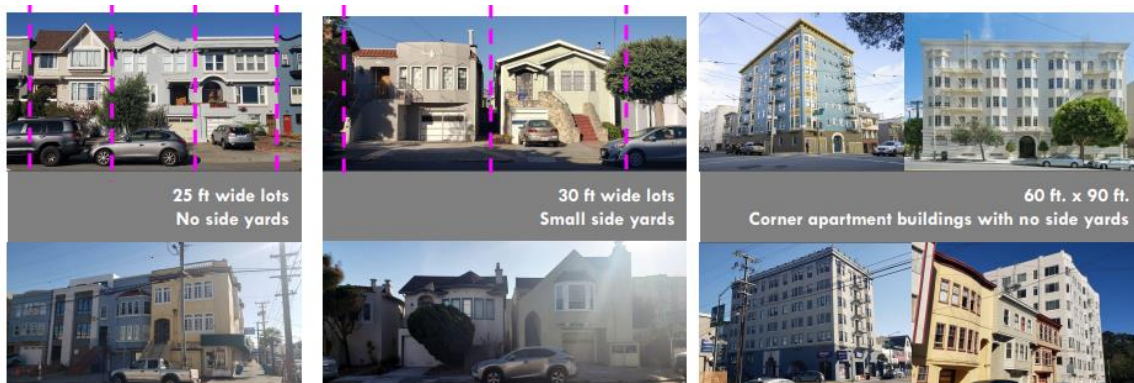 25 ft wide lots
No side yards
30 ft wide lots
Small side yards
60 ft. x 90 ft.
Corner apartment buildings with no side yards